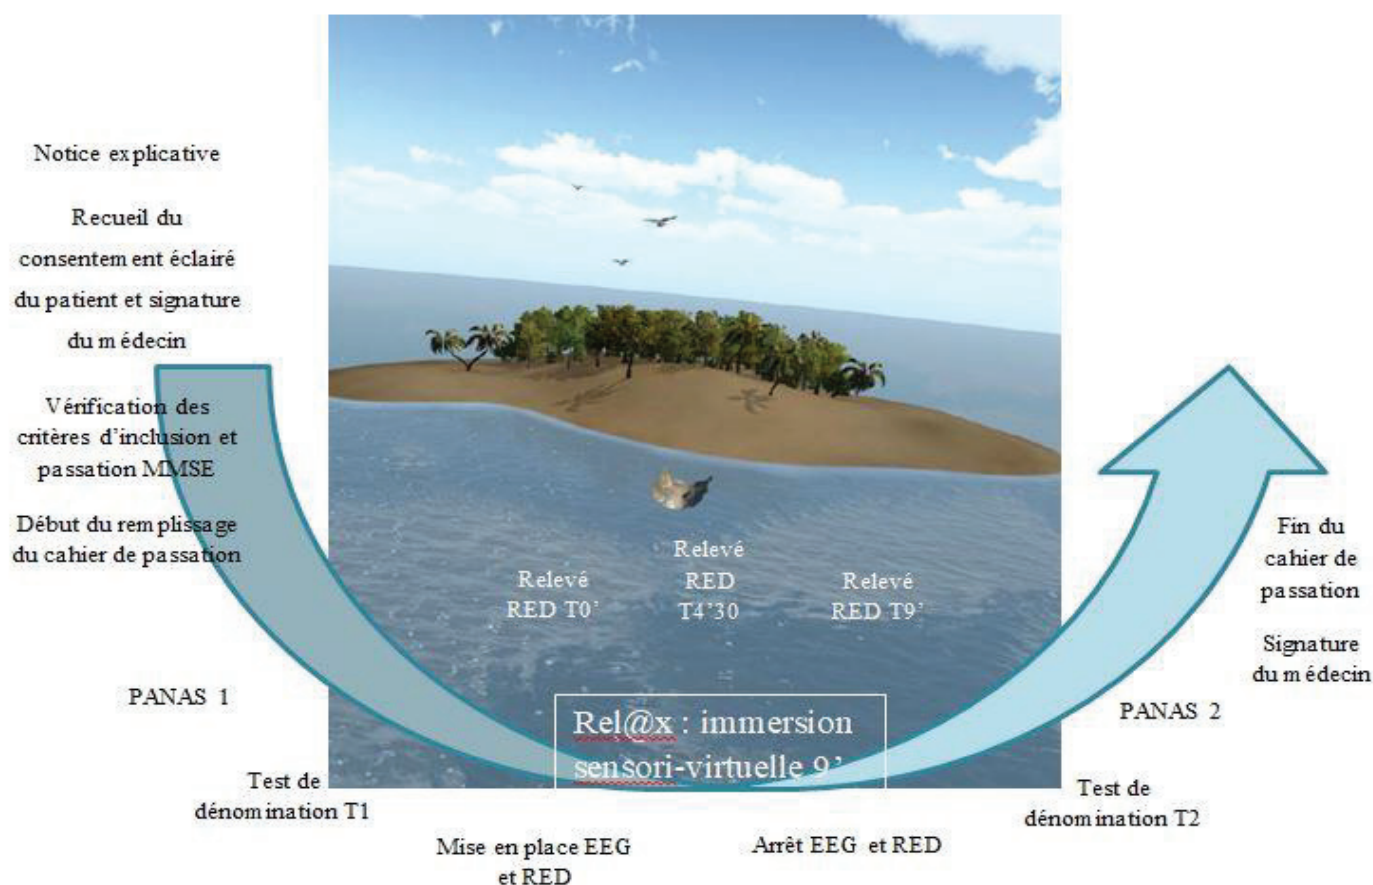 Notice explicative
Recueil du
consentement éclairé
du patient et signature
du médecin
Vérification des
critères d’inclusion et
passation MMSE
Début du remplissage
du cahier de passation
PANAS 1
Test de
dénomination T1
Mise en place EEG
et RED
Relevé
RED T0’
Relevé
RED
T4’30
Relevé
RED T9’
Rel@x : immersion
sensori-virtuelle 9’
Arrêt EEG et RED
Test de
dénomination T2
PANAS 2
Fin du
cahier de
passation
Signature
du médecin